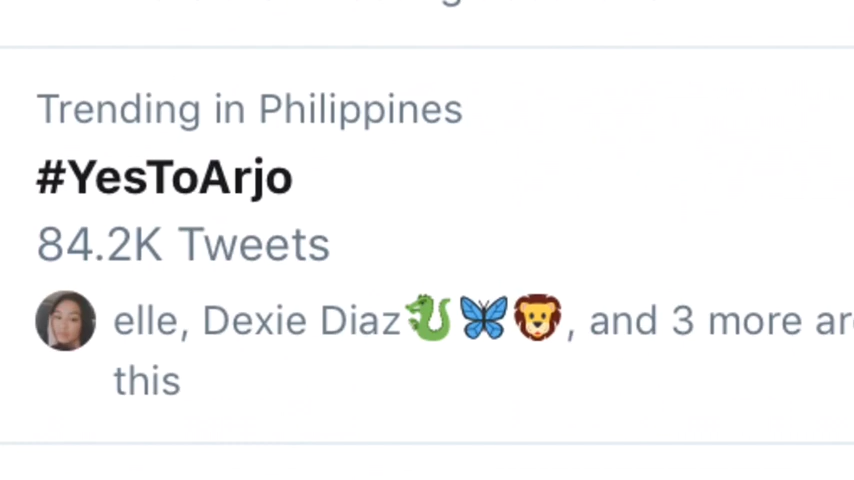 Trending in Philippines
#YesToArjo
84.2K Tweets
elle, Dexie Diaz🐉🦋🦁, and 3 more
this